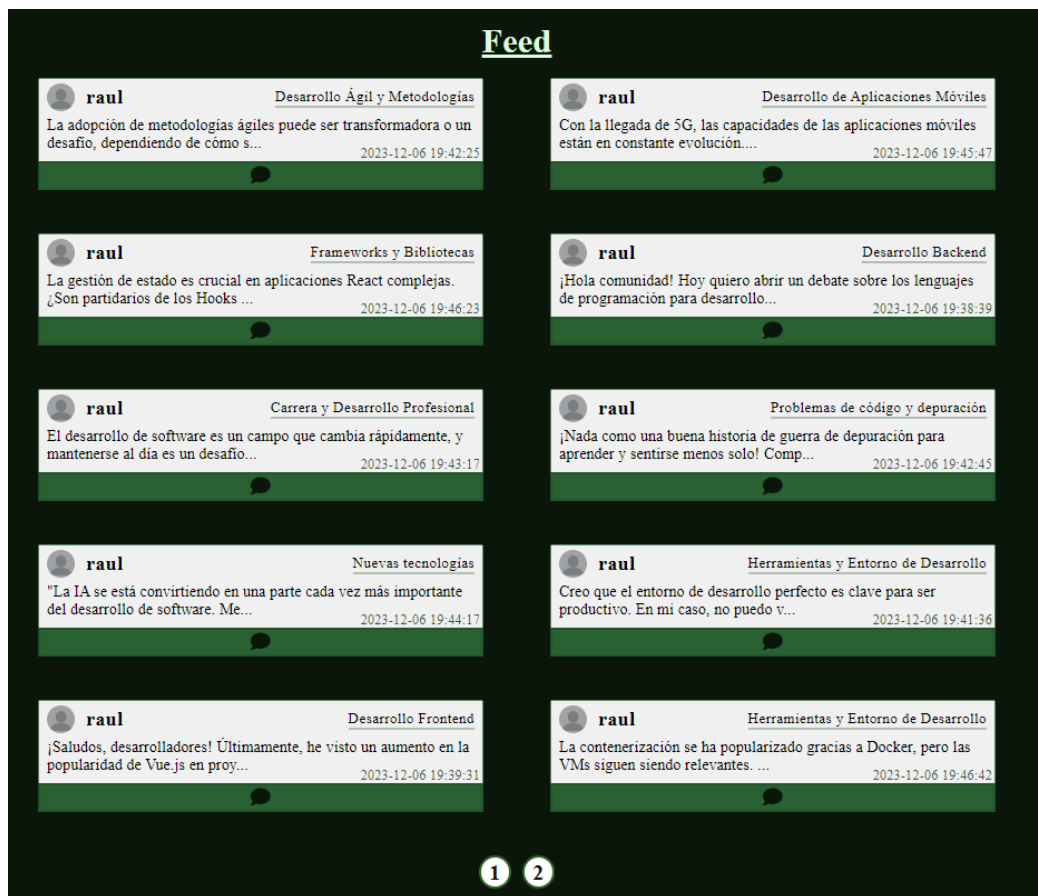 Feed
raul
Desarrollo Ágil y Metodologías
La adopción de metodologías ágiles puede ser transformadora o un
desafío, dependiendo de cómo s...
2023-12-06 19:42:25
raul
Desarrollo de Aplicaciones Móviles
Con la llegada de 5G, las capacidades de las aplicaciones móviles
están en constante evolución....
2023-12-06 19:45:47
raul
Frameworks y Bibliotecas
La gestión de estado es crucial en aplicaciones React complejas.
¿Son partidarios de los Hooks ...
2023-12-06 19:46:23
raul
Desarrollo Backend
¡Hola comunidad! Hoy quiero abrir un debate sobre los lenguajes
de programación para desarrollo...
2023-12-06 19:38:39
raul
Carrera y Desarrollo Profesional
El desarrollo de software es un campo que cambia rápidamente, y
mantenerse al día es un desafío...
2023-12-06 19:43:17
raul
Problemas de código y depuración
¡Nada como una buena historia de guerra de depuración para
aprender y sentirse menos solo! Comp...
2023-12-06 19:42:45
raul
Nuevas tecnologías
"La IA se está convirtiendo en una parte cada vez más importante
del desarrollo de software. Me...
2023-12-06 19:44:17
raul
Herramientas y Entorno de Desarrollo
Creo que el entorno de desarrollo perfecto es clave para ser
productivo. En mi caso, no puedo v...
2023-12-06 19:41:36
raul
Desarrollo Frontend
¡Saludos, desarrolladores! Últimamente, he visto un aumento en la
popularidad de Vue.js en proy...
2023-12-06 19:39:31
raul
Herramientas y Entorno de Desarrollo
La contenerización se ha popularizado gracias a Docker, pero las
VMs siguen siendo relevantes. ...
2023-12-06 19:46:42
1 2